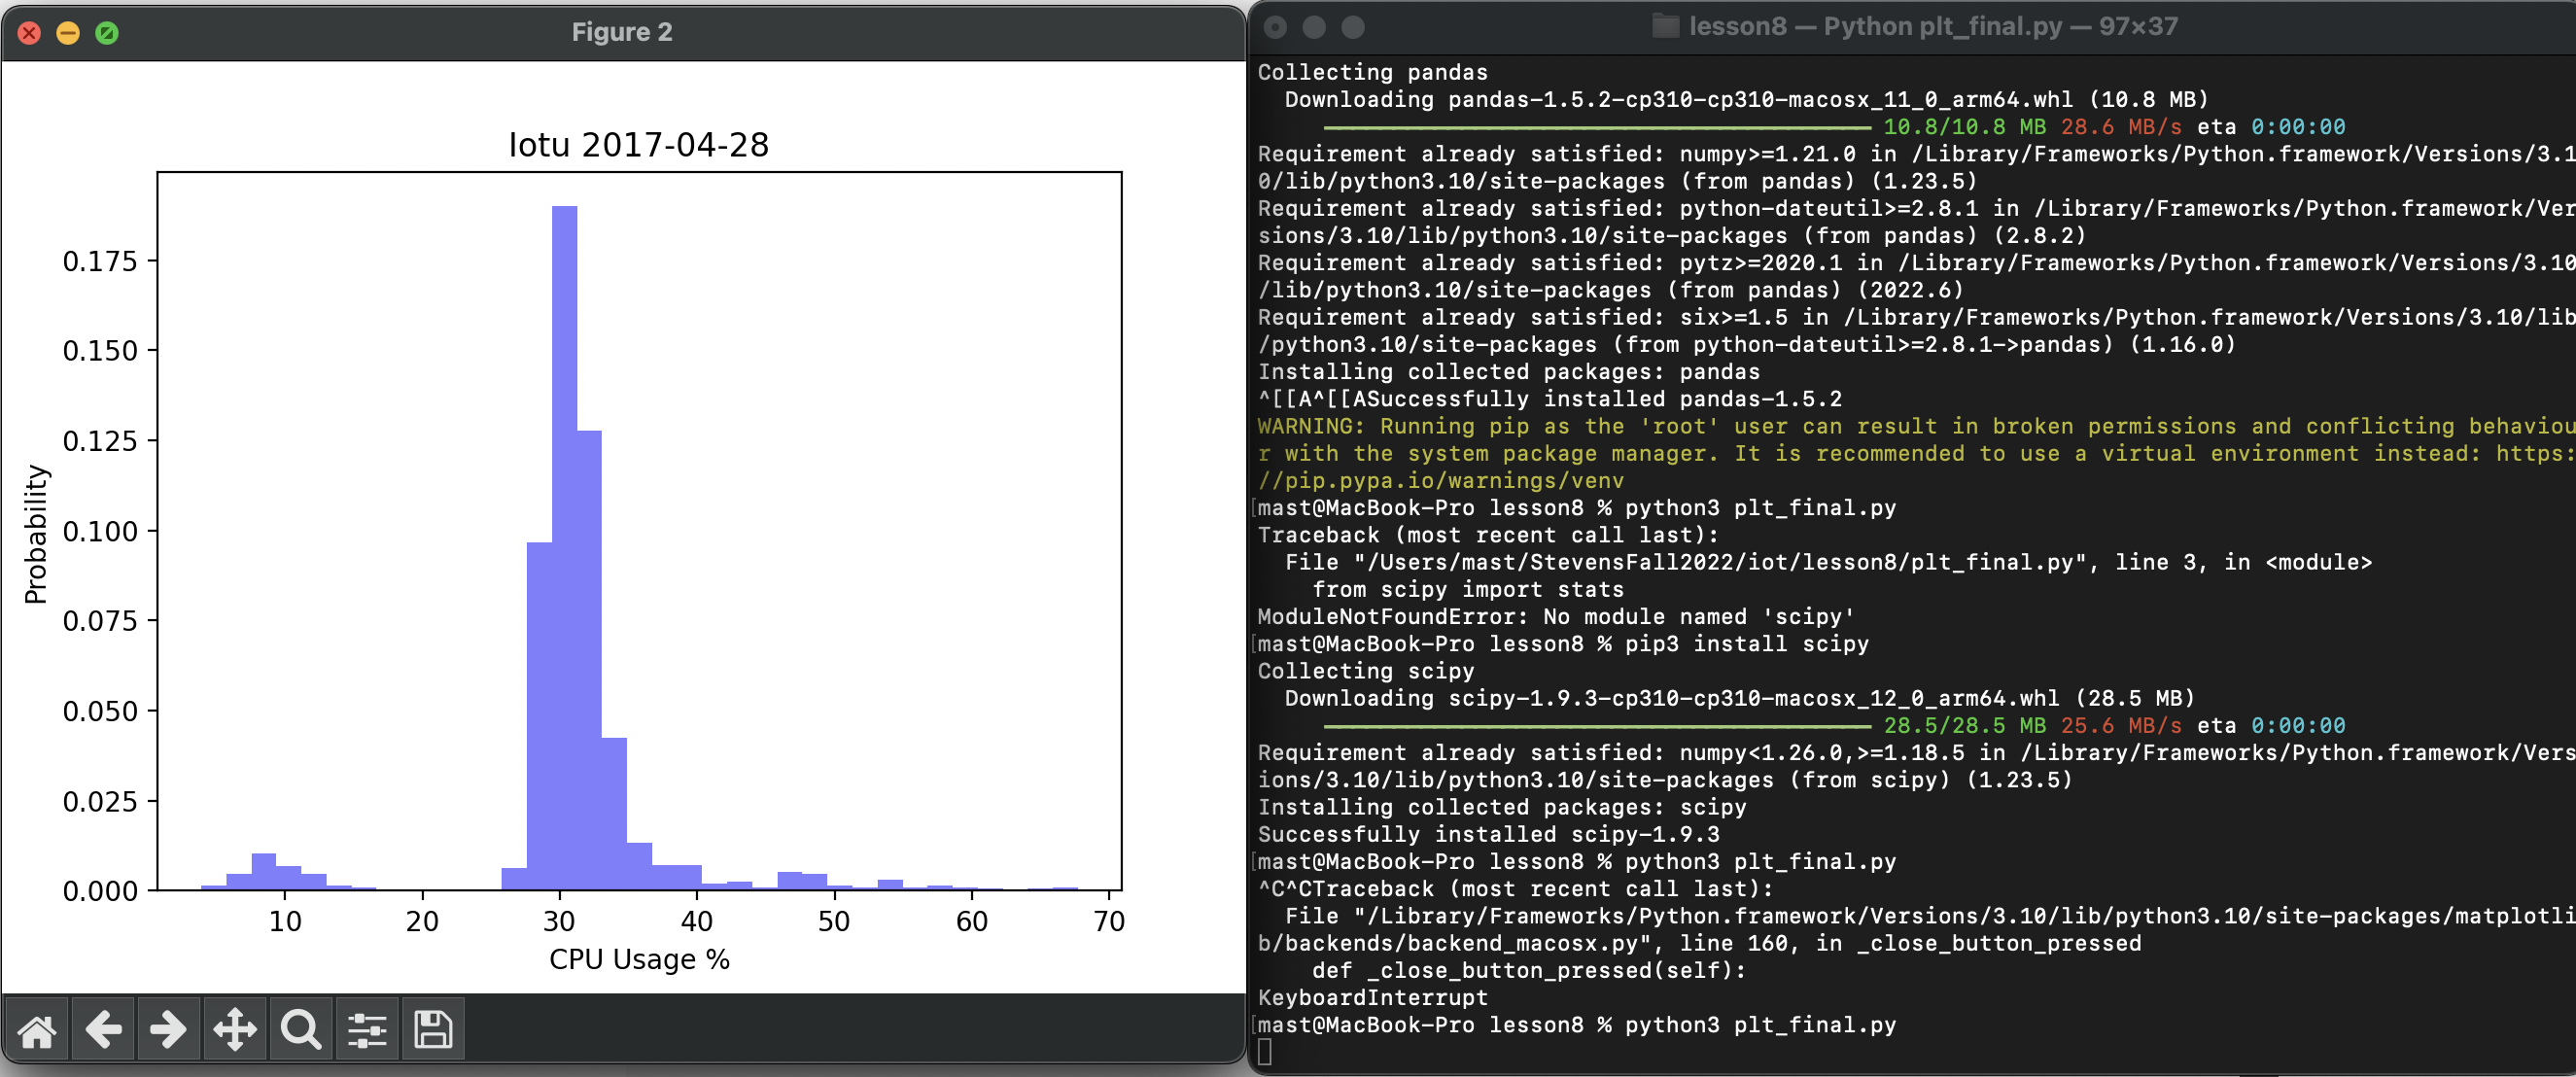 Figure 2
Iotu 2017-04-28
Probability
0.175
0.150
0.125
0.100
0.075
0.050
0.025
0.000
10 20 30 40 50 60 70
CPU Usage %
lesson8 — Python plt_final.py — 97×37
Collecting pandas
Downloading pandas-1.5.2-cp310-cp310-macosx_11_0_arm64.whl (10.8 MB)
10.8/10.8 MB 28.6 MB/s eta 0:00:00
Requirement already satisfied: numpy>=1.21.0 in /Library/Frameworks/Python.framework/Versions/3.1
0/lib/python3.10/site-packages (from pandas) (1.23.5)
Requirement already satisfied: python-dateutil>=2.8.1 in /Library/Frameworks/Python.framework/Ver
sions/3.10/lib/python3.10/site-packages (from pandas) (2.8.2)
Requirement already satisfied: pytz>=2020.1 in /Library/Frameworks/Python.framework/Versions/3.10
/lib/python3.10/site-packages (from pandas) (2022.6)
Requirement already satisfied: six>=1.5 in /Library/Frameworks/Python.framework/Versions/3.10/lib
/python3.10/site-packages (from python-dateutil>=2.8.1->pandas) (1.16.0)
Installing collected packages: pandas
^[[A^[[ASuccessfully installed pandas-1.5.2
WARNING: Running pip as the 'root' user can result in broken permissions and conflicting behaviou
r with the system package manager. It is recommended to use a virtual environment instead: https:
//pip.pypa.io/warnings/venv
[mast@MacBook-Pro lesson8 % python3 plt_final.py
Traceback (most recent call last):
File "/Users/mast/StevensFall2022/iot/lesson8/plt_final.py", line 3, in <module>
from scipy import stats
ModuleNotFoundError: No module named 'scipy'
[mast@MacBook-Pro lesson8 % pip3 install scipy
Collecting scipy
Downloading scipy-1.9.3-cp310-cp310-macosx_12_0_arm64.whl (28.5 MB)
28.5/28.5 MB 25.6 MB/s eta 0:00:00
Requirement already satisfied: numpy<1.26.0,>=1.18.5 in /Library/Frameworks/Python.framework/Vers
ions/3.10/lib/python3.10/site-packages (from scipy) (1.23.5)
Installing collected packages: scipy
Successfully installed scipy-1.9.3
[mast@MacBook-Pro lesson8 % python3 plt_final.py
^C^CTraceback (most recent call last):
File "/Library/Frameworks/Python.framework/Versions/3.10/lib/python3.10/site-packages/matplotli
b/backends/backend_macosx.py", line 160, in _close_button_pressed
def _close_button_pressed(self):
KeyboardInterrupt
[mast@MacBook-Pro lesson8 % python3 plt_final.py